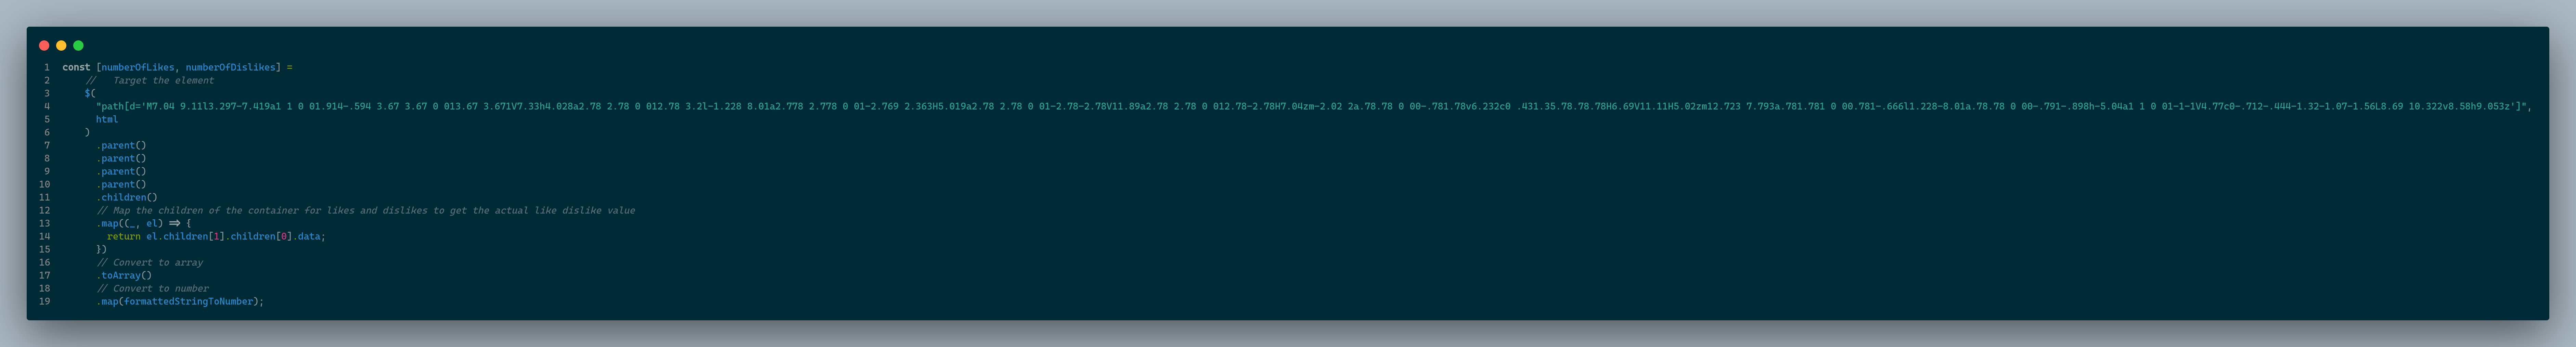 1 const [numberOfLikes, numberOfDislikes] =
2 // Target the element
3 $(
4 "path[d='M7.04 9.11l3.297-7.419a1 1 0 01.914-.594 3.67 3.67 0 013.67 3.671V7.33h4.028a2.78 2.78 0 012.78 3.2l-1.228 8.01a2.778 2.778 0 01-2.769 2.363H5.019a2.78 2.78 0 01-2.78-2.78V11.89a2.78 2.78 0 012.78-2.78H7.04zm-2.02 2a.78.78 0 00-.781.78v6.232c0 .431.35.78.78.78H6.69V11.11H5.02zm12.723 7.793a.781.781 0 00.781-.666l1.228-8.01a.78.78 0 00-.791-.898h-5.04a1 1 0 01-1-1V4.77c0-.712-.444-1.32-1.07-1.56L8.69 10.322v8.58h9.053z']",
5 html
6 )
7 .parent()
8 .parent()
9 .parent()
10 .parent()
11 .children()
12 // Map the children of the container for likes and dislikes to get the actual like dislike value
13 .map((_, el) => {
14 return el.children[1].children[0].data;
15 })
16 // Convert to array
17 .toArray()
18 // Convert to number
19 .map(formattedStringToNumber);